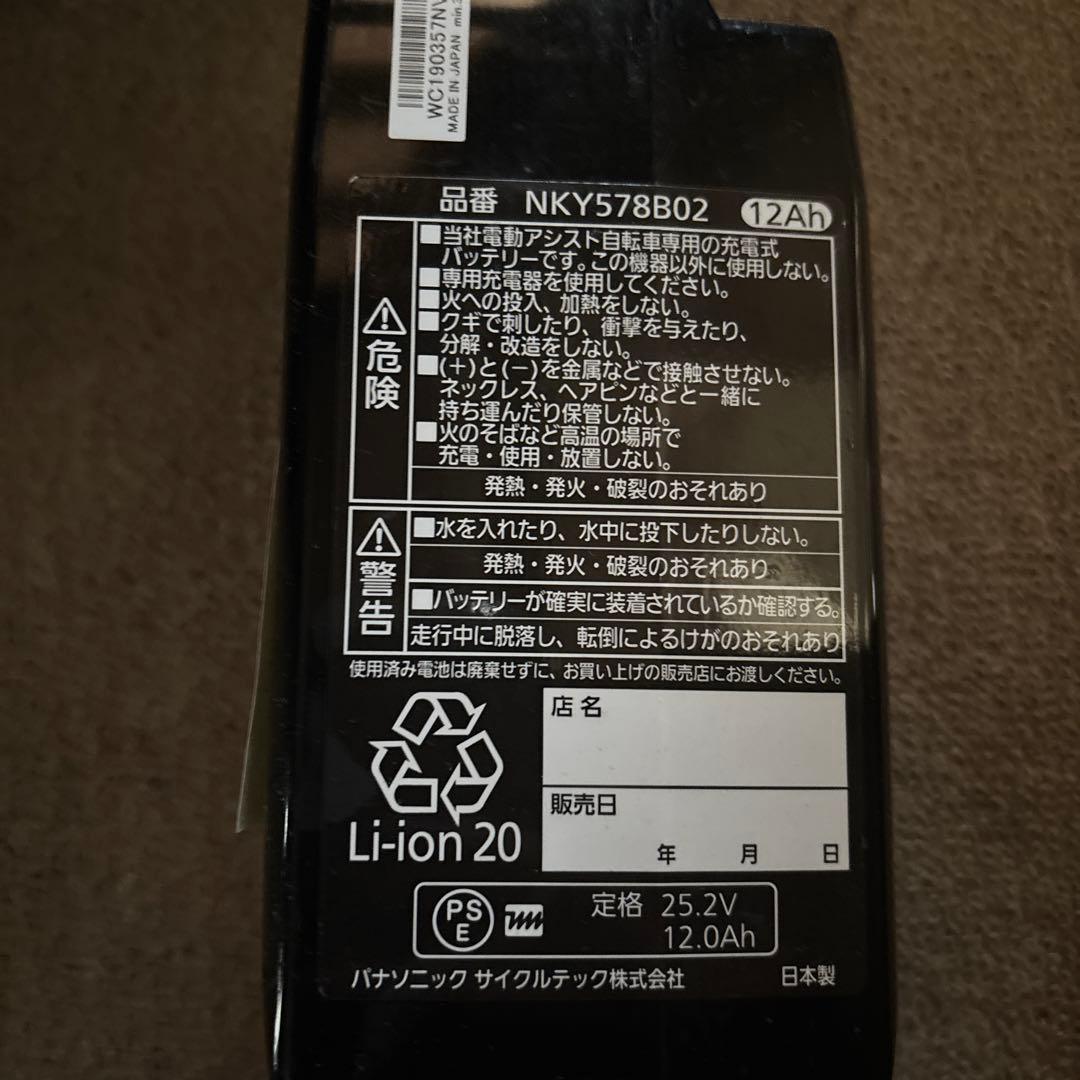 WC190357NV
MADE IN JAPAN min.3
品番 NKY578B02 12Ah
危険
■当社電動アシスト自転車専用の充電式
バッテリーです。この機器以外に使用しない。
■専用充電器を使用してください。
■火への投入、加熱をしない。
■クギで刺したり、衝撃を与えたり、
分解・改造をしない。
■(+)と(−)を金属などで接触させない。
ネックレス、ヘアピンなどと一緒に
持ち運んだり保管しない。
■火のそばなど高温の場所で
充電・使用・放置しない。
発熱・発火・破裂のおそれあり
警告
■水を入れたり、水中に投下したりしない。
発熱・発火・破裂のおそれあり
■バッテリーが確実に装着されているか確認する。
走行中に脱落し、転倒によるけがのおそれあり
使用済み電池は廃棄せずに、お買い上げの販売店にお渡しください。
Li-ion 20
店名
販売日
年 月 日
PS
E
定格 25.2V
12.0Ah
パナソニック サイクルテック株式会社 日本製